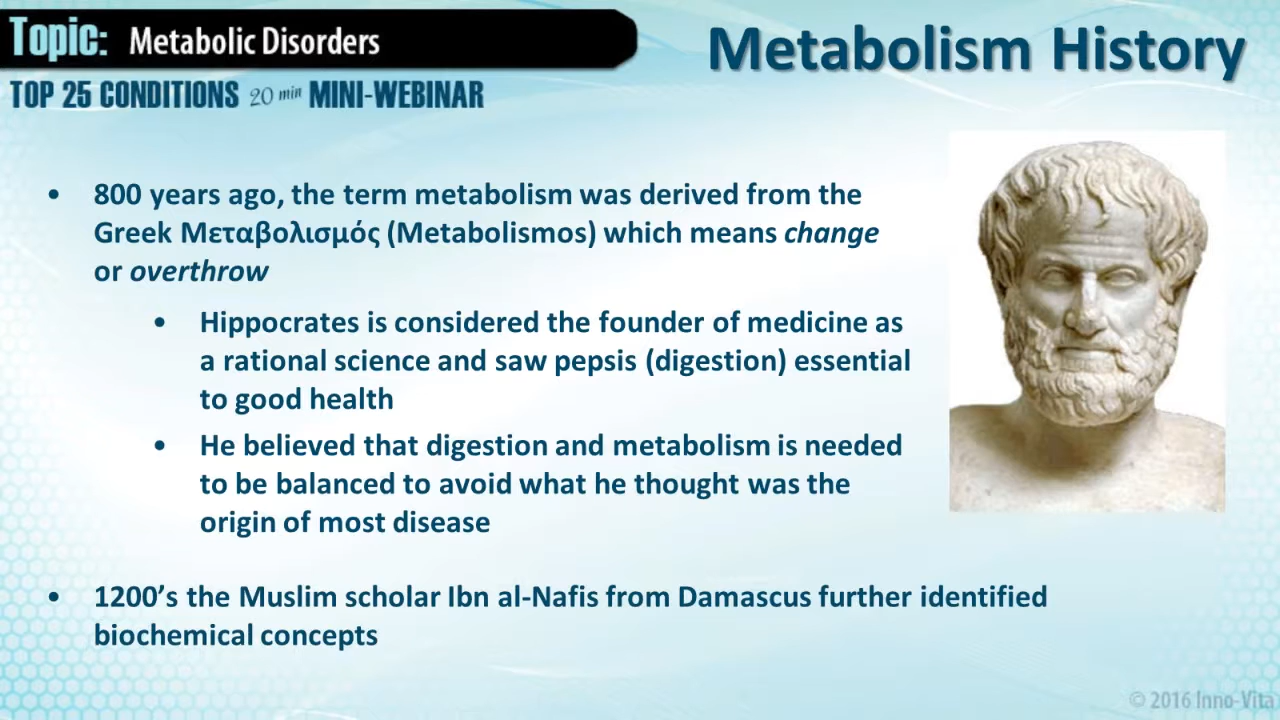 Topic: Metabolic Disorders
Metabolism History
TOP 25 CONDITIONS 20 min MINI-WEBINAR
• 800 years ago, the term metabolism was derived from the
Greek Μεταβολισμός (Metabolismos) which means change
or overthrow
• Hippocrates is considered the founder of medicine as
a rational science and saw pepsis (digestion) essential
to good health
• He believed that digestion and metabolism is needed
to be balanced to avoid what he thought was the
origin of most disease
• 1200’s the Muslim scholar Ibn al-Nafis from Damascus further identified
biochemical concepts
© 2016 Inno-Vita